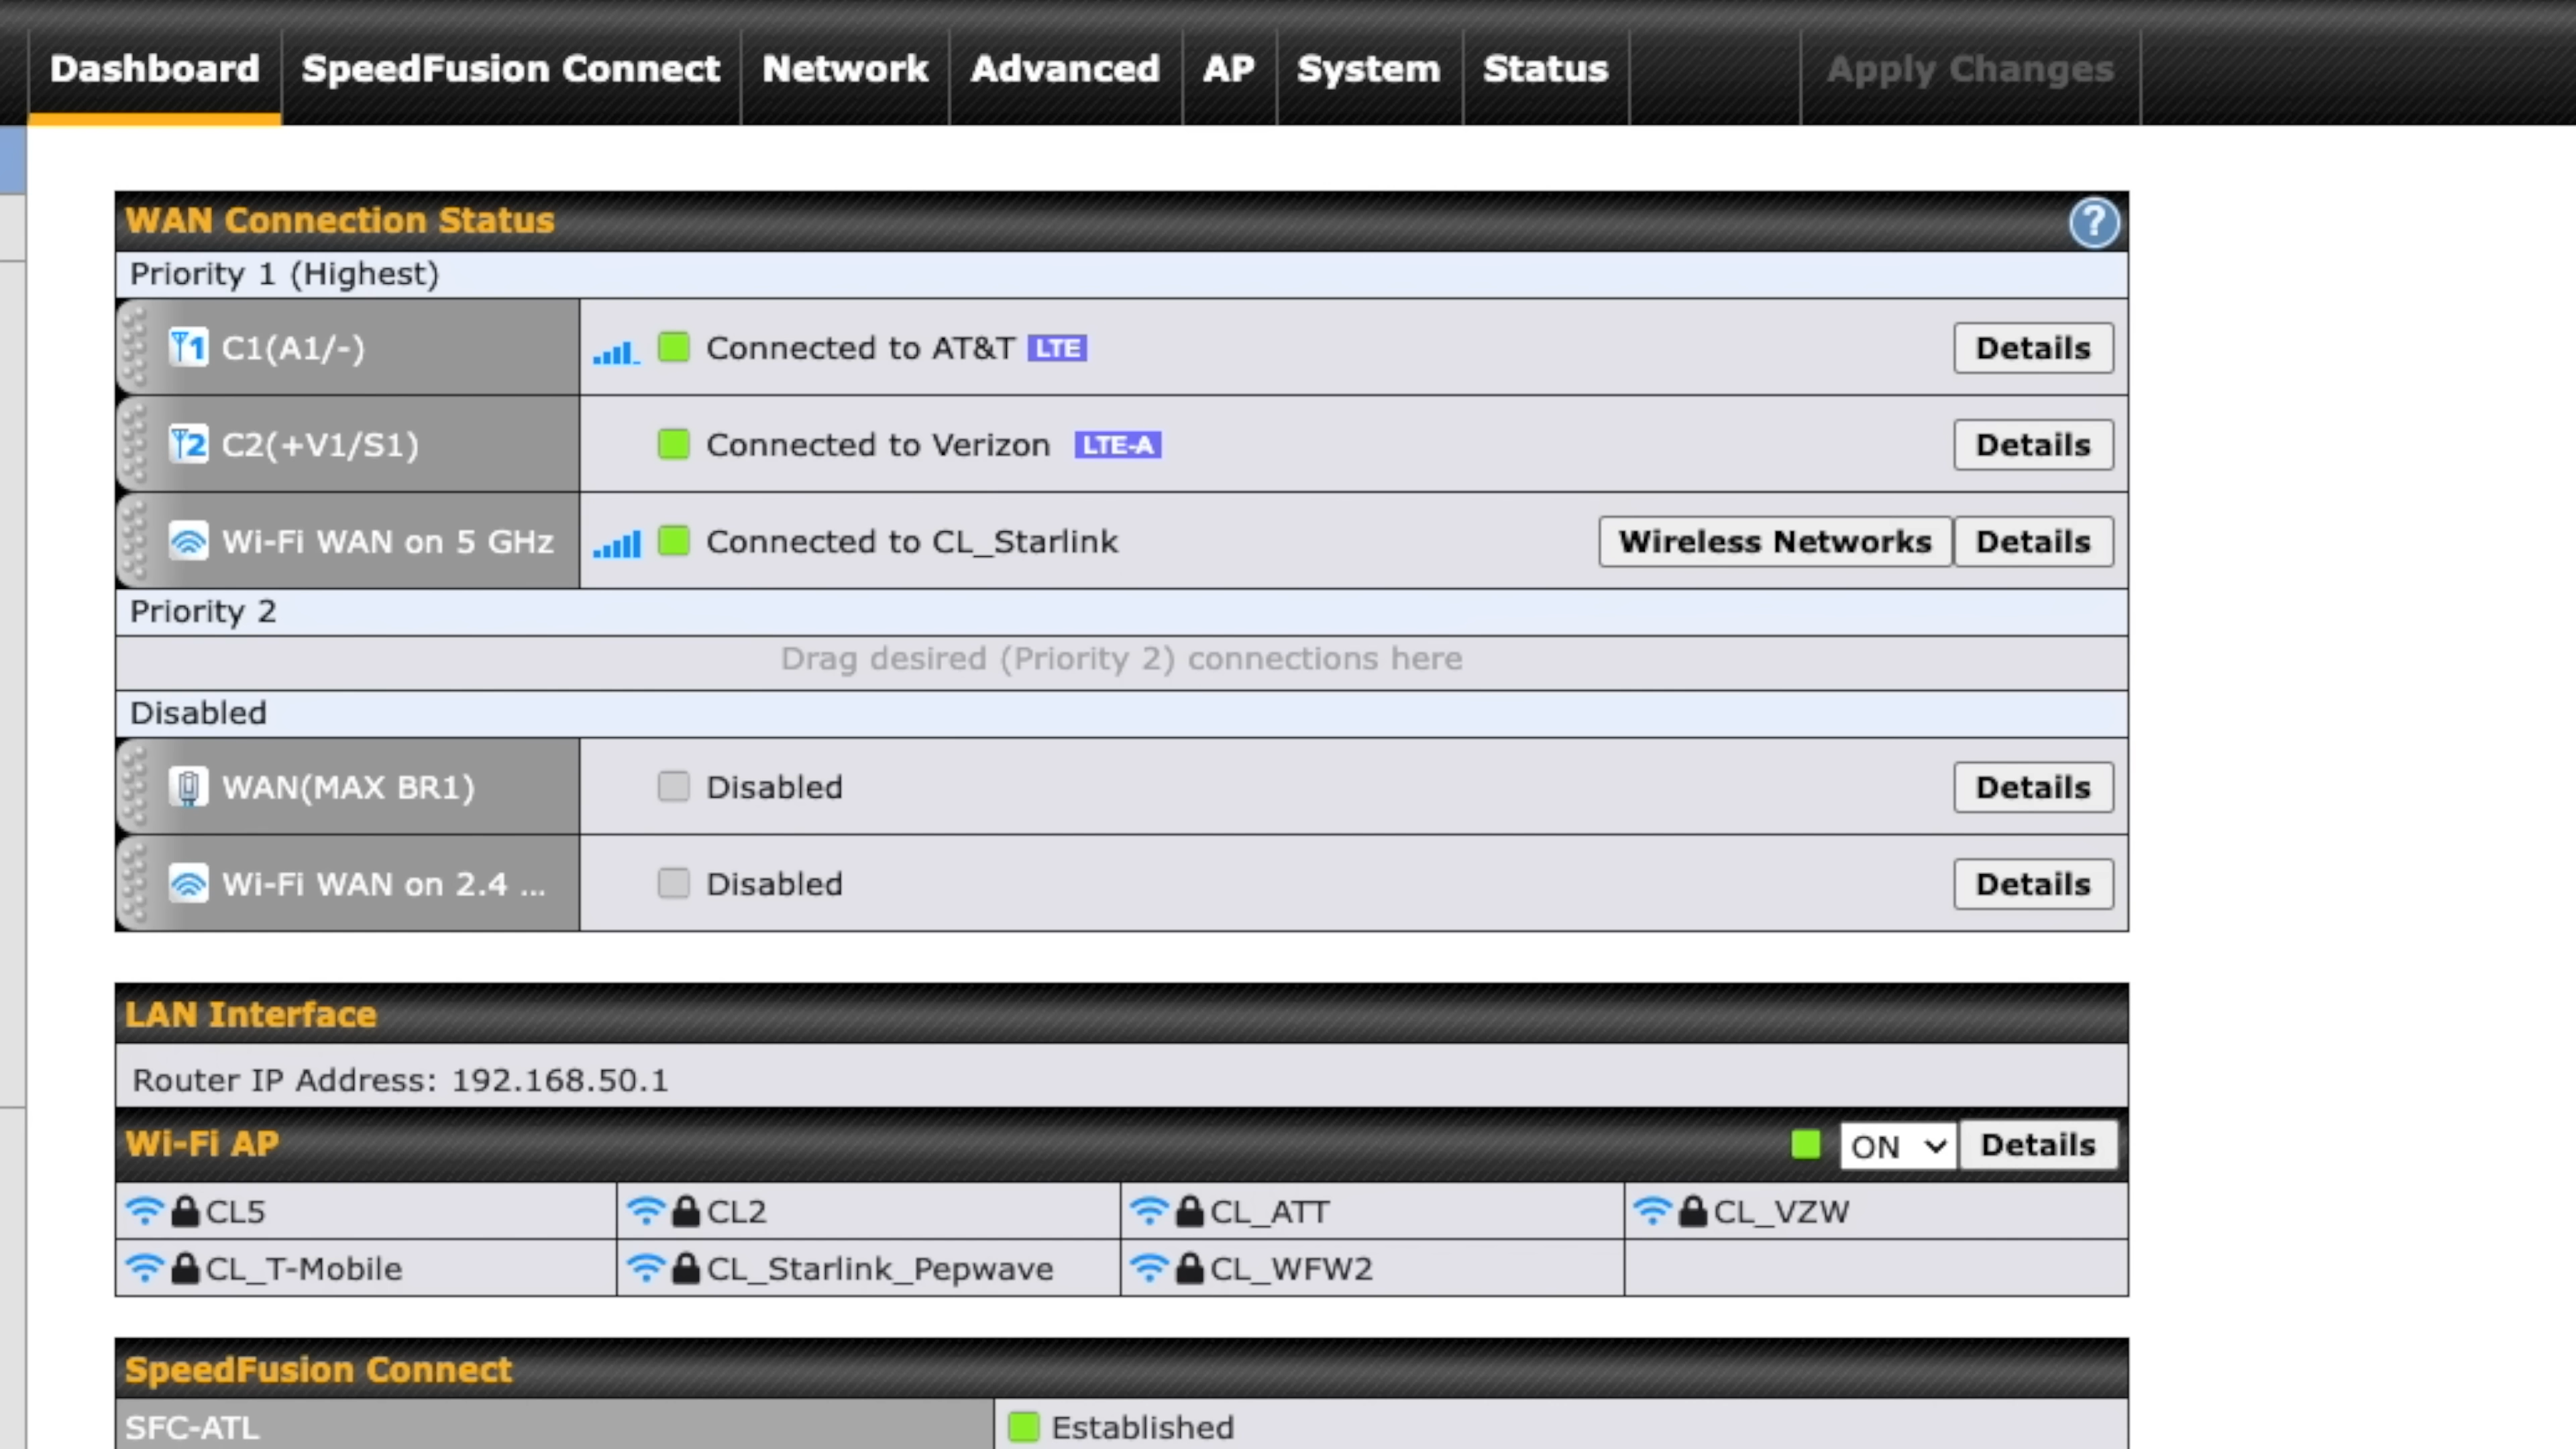 Dashboard SpeedFusion Connect Network Advanced AP System Status Apply Changes
WAN Connection Status ?
Priority 1 (Highest)
1 C1(A1/-) Connected to AT&T LTE Details
2 C2(+V1/S1) Connected to Verizon LTE-A Details
Wi-Fi WAN on 5 GHz Connected to CL_Starlink Wireless Networks Details
Priority 2
Drag desired (Priority 2) connections here
Disabled
WAN(MAX BR1) Disabled Details
Wi-Fi WAN on 2.4 ... Disabled Details
LAN Interface
Router IP Address: 192.168.50.1
Wi-Fi AP ON Details
CL5 CL2 CL_ATT CL_VZW
CL_T-Mobile CL_Starlink_Pepwave CL_WFW2
SpeedFusion Connect
SFC-ATL Established